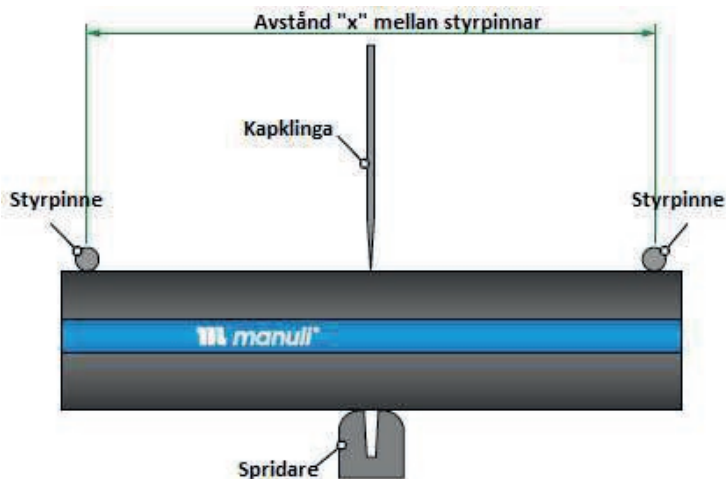 Avstånd "x" mellan styrpinnar
Kapklinga
Styrpinne
Styrpinne
manuli
Spridare